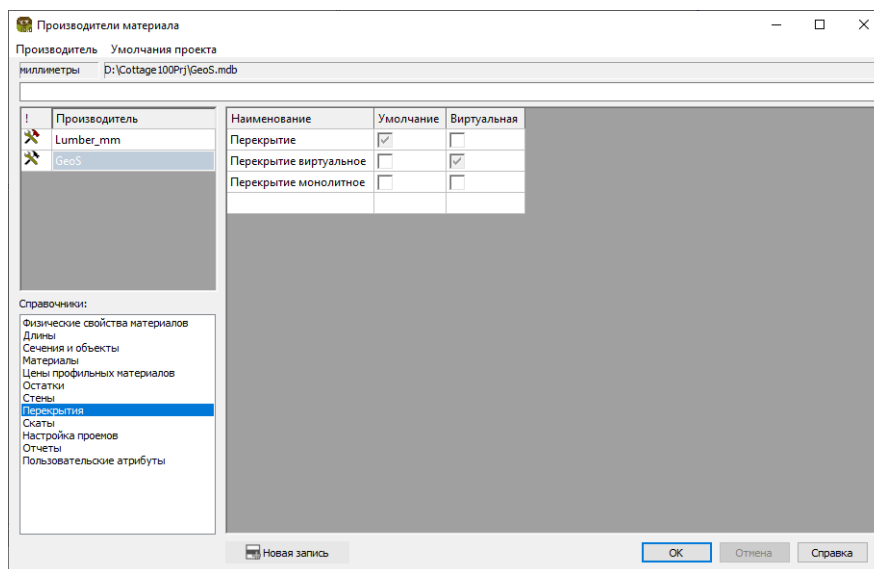 Производители материала
Производитель Умолчания проекта
миллиметры D:\Cottage100Prj\GeoS.mdb
! Производитель
Lumber_mm
GeoS
Наименование Умолчание Виртуальная
Перекрытие
Перекрытие виртуальное
Перекрытие монолитное
Справочники:
Физические свойства материалов
Длины
Сечения и объекты
Материалы
Цены профильных материалов
Остатки
Стены
Перекрытия
Скаты
Настройка проемов
Отчеты
Пользовательские атрибуты
Новая запись
OK Отмена Справка